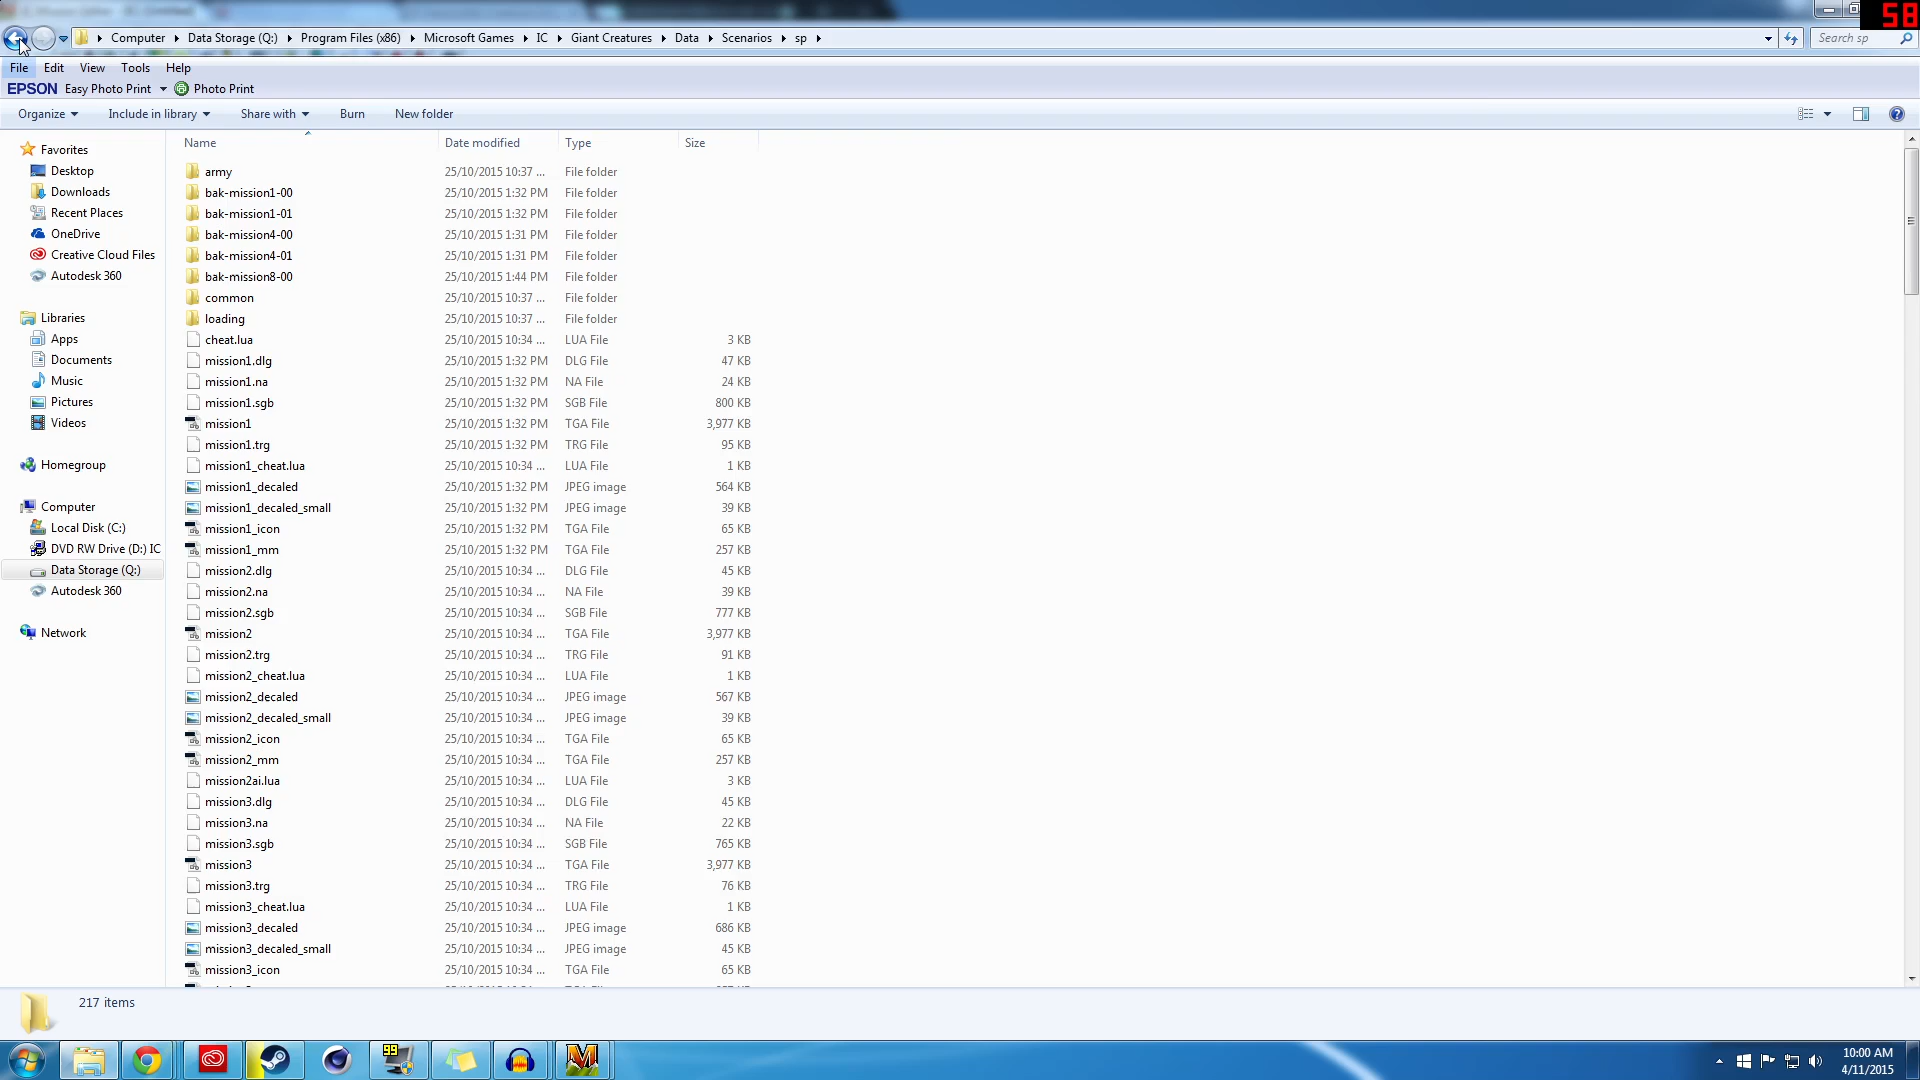 58
Computer Data Storage (Q:) Program Files (x86) Microsoft Games IC Giant Creatures Data Scenarios sp Search sp
File Edit View Tools Help
EPSON Easy Photo Print Photo Print
Organize Include in library Share with Burn New folder
Name Date modified Type Size
Favorites
Desktop
Downloads
Recent Places
OneDrive
Creative Cloud Files
Autodesk 360
Libraries
Apps
Documents
Music
Pictures
Videos
Homegroup
Computer
Local Disk (C:)
DVD RW Drive (D:) IC
Data Storage (Q:)
Autodesk 360
Network
army 25/10/2015 10:37 ... File folder
bak-mission1-00 25/10/2015 1:32 PM File folder
bak-mission1-01 25/10/2015 1:32 PM File folder
bak-mission4-00 25/10/2015 1:31 PM File folder
bak-mission4-01 25/10/2015 1:31 PM File folder
bak-mission8-00 25/10/2015 1:44 PM File folder
common 25/10/2015 10:37 ... File folder
loading 25/10/2015 10:37 ... File folder
cheat.lua 25/10/2015 10:34 ... LUA File 3 KB
mission1.dlg 25/10/2015 1:32 PM DLG File 47 KB
mission1.na 25/10/2015 1:32 PM NA File 24 KB
mission1.sgb 25/10/2015 1:32 PM SGB File 800 KB
mission1 25/10/2015 1:32 PM TGA File 3,977 KB
mission1.trg 25/10/2015 1:32 PM TRG File 95 KB
mission1_cheat.lua 25/10/2015 10:34 ... LUA File 1 KB
mission1_decaled 25/10/2015 1:32 PM JPEG image 564 KB
mission1_decaled_small 25/10/2015 1:32 PM JPEG image 39 KB
mission1_icon 25/10/2015 1:32 PM TGA File 65 KB
mission1_mm 25/10/2015 1:32 PM TGA File 257 KB
mission2.dlg 25/10/2015 10:34 ... DLG File 45 KB
mission2.na 25/10/2015 10:34 ... NA File 39 KB
mission2.sgb 25/10/2015 10:34 ... SGB File 777 KB
mission2 25/10/2015 10:34 ... TGA File 3,977 KB
mission2.trg 25/10/2015 10:34 ... TRG File 91 KB
mission2_cheat.lua 25/10/2015 10:34 ... LUA File 1 KB
mission2_decaled 25/10/2015 10:34 ... JPEG image 567 KB
mission2_decaled_small 25/10/2015 10:34 ... JPEG image 39 KB
mission2_icon 25/10/2015 10:34 ... TGA File 65 KB
mission2_mm 25/10/2015 10:34 ... TGA File 257 KB
mission2ai.lua 25/10/2015 10:34 ... LUA File 3 KB
mission3.dlg 25/10/2015 10:34 ... DLG File 45 KB
mission3.na 25/10/2015 10:34 ... NA File 22 KB
mission3.sgb 25/10/2015 10:34 ... SGB File 765 KB
mission3 25/10/2015 10:34 ... TGA File 3,977 KB
mission3.trg 25/10/2015 10:34 ... TRG File 76 KB
mission3_cheat.lua 25/10/2015 10:34 ... LUA File 1 KB
mission3_decaled 25/10/2015 10:34 ... JPEG image 686 KB
mission3_decaled_small 25/10/2015 10:34 ... JPEG image 45 KB
mission3_icon 25/10/2015 10:34 ... TGA File 65 KB
217 items
99
10:00 AM
4/11/2015